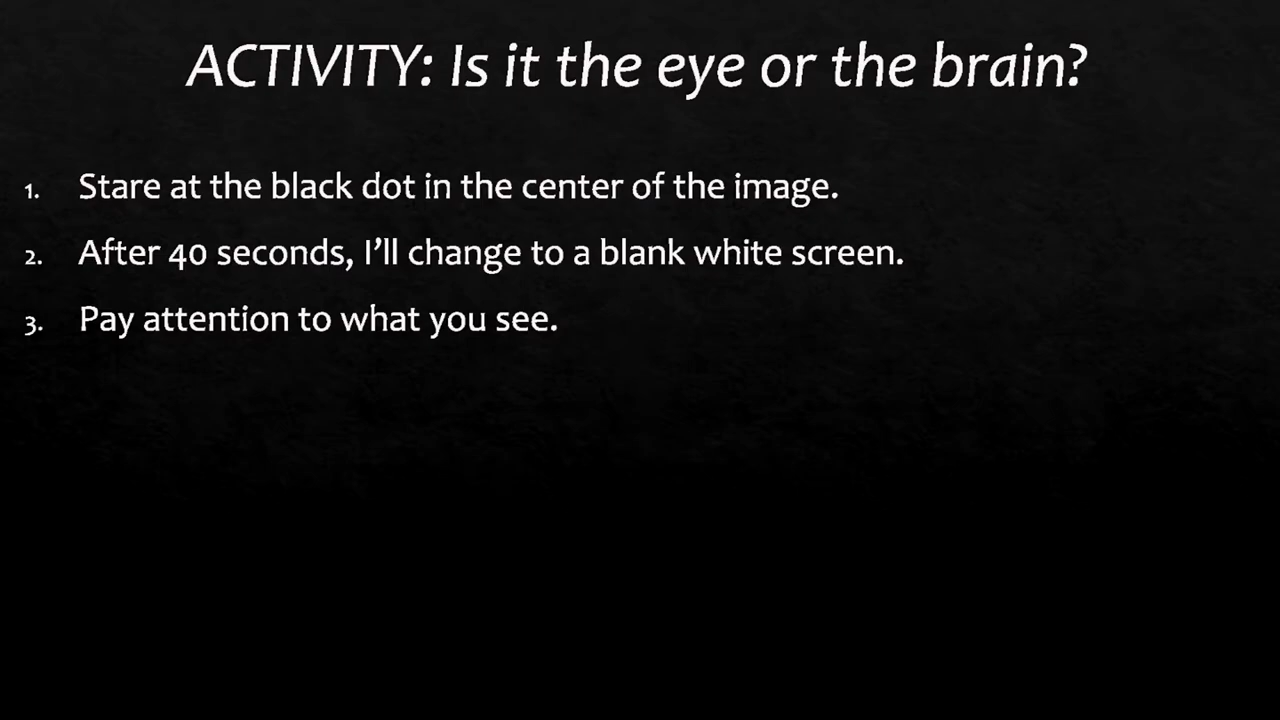 ACTIVITY: Is it the eye or the brain?
1. Stare at the black dot in the center of the image.
2. After 40 seconds, I’ll change to a blank white screen.
3. Pay attention to what you see.